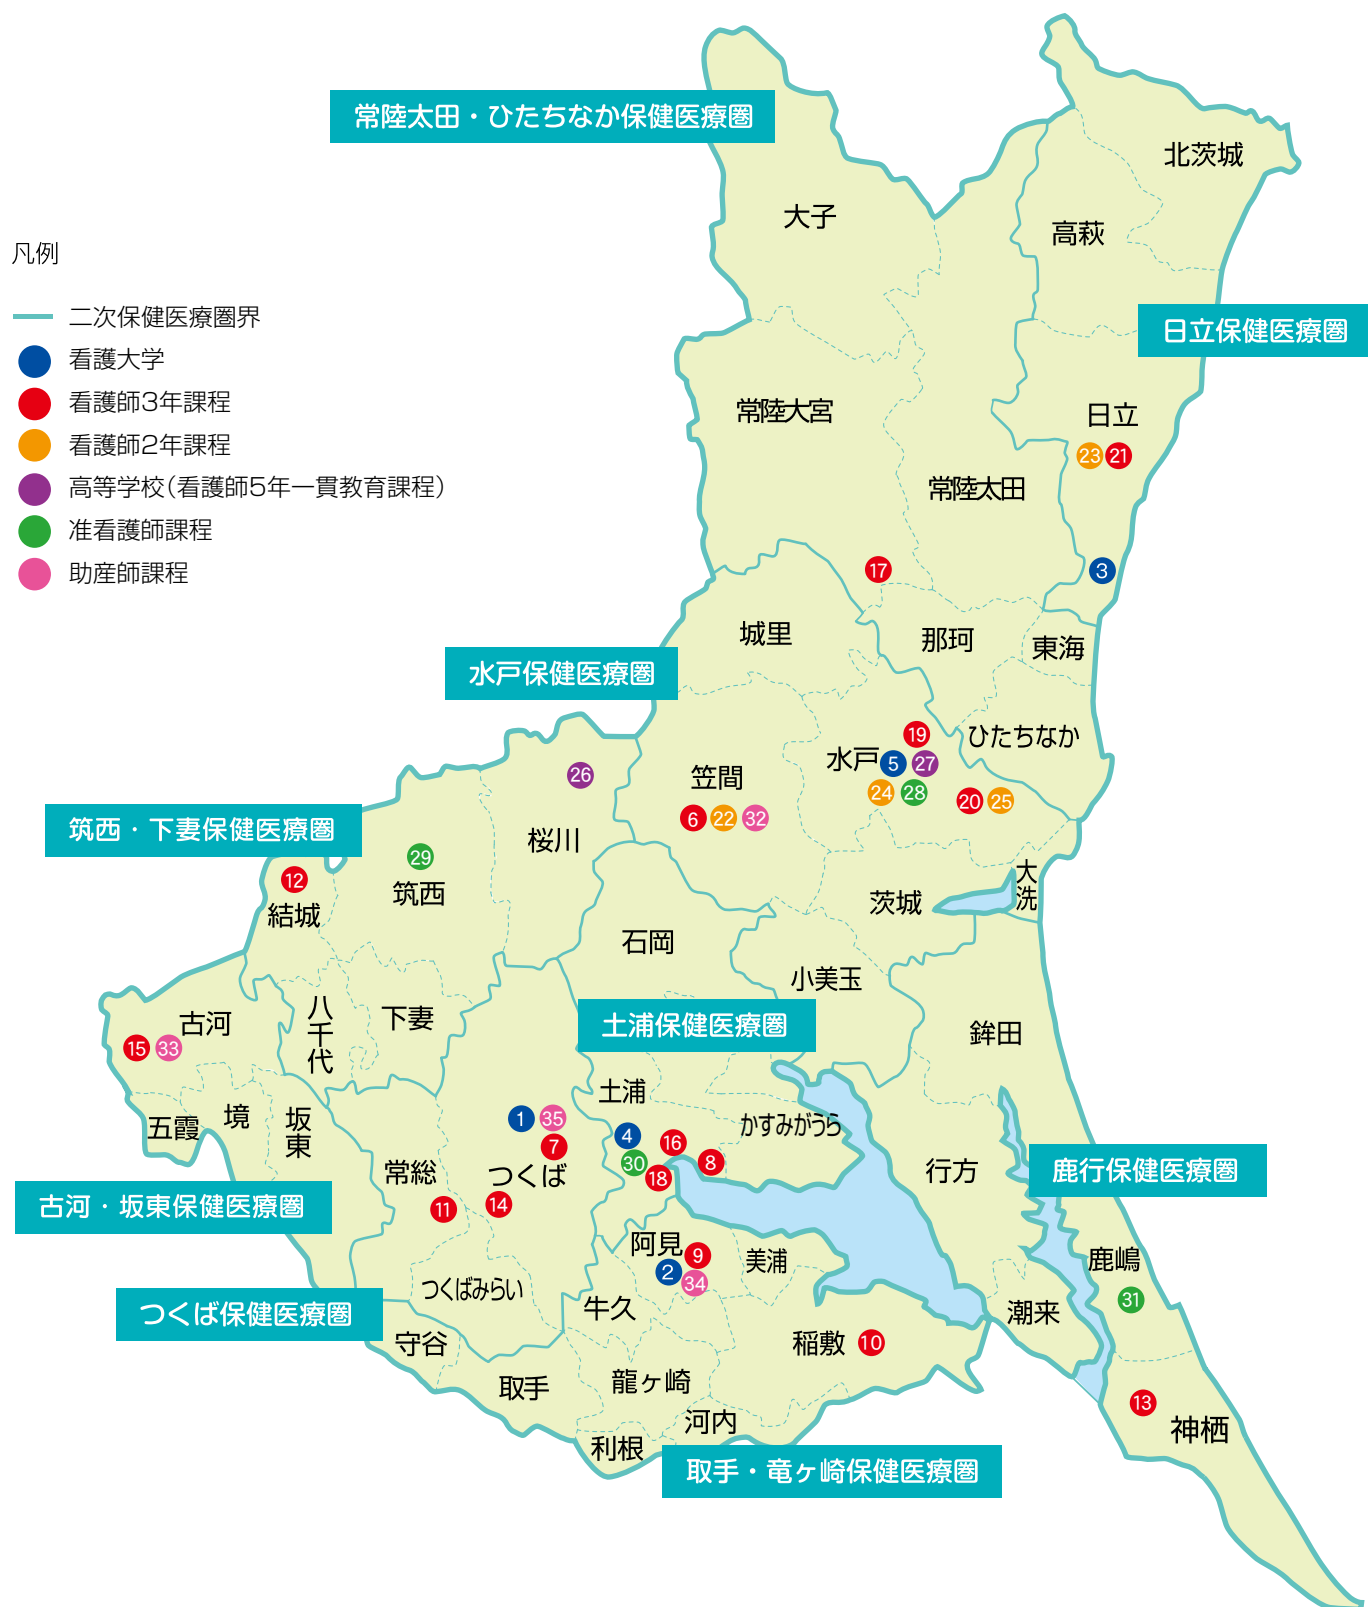 常陸太田・ひたちなか保健医療圏
北茨城
大子
高萩
凡例
二次保健医療圏界
看護大学
看護師3年課程
看護師2年課程
高等学校（看護師5年一貫教育課程）
准看護師課程
助産師課程
日立保健医療圏
常陸大宮
日立
23 21
常陸太田
17
3
城里
那珂
東海
水戸保健医療圏
19
ひたちなか
水戸 5 27
26
笠間
24 28
20 25
6 22 32
筑西・下妻保健医療圏
桜川
29
12
筑西
大洗
茨城
結城
石岡
小美玉
古河
八千代
下妻
土浦保健医療圏
鉾田
15 33
土浦
五霞
境
坂東
1 35
かすみがうら
4
7
16
30
8
常総
つくば
18
行方
鹿行保健医療圏
古河・坂東保健医療圏
11
14
阿見
9
美浦
鹿嶋
2
34
つくばみらい
31
つくば保健医療圏
牛久
潮来
守谷
稲敷 10
取手
龍ヶ崎
13
神栖
河内
利根
取手・竜ヶ崎保健医療圏